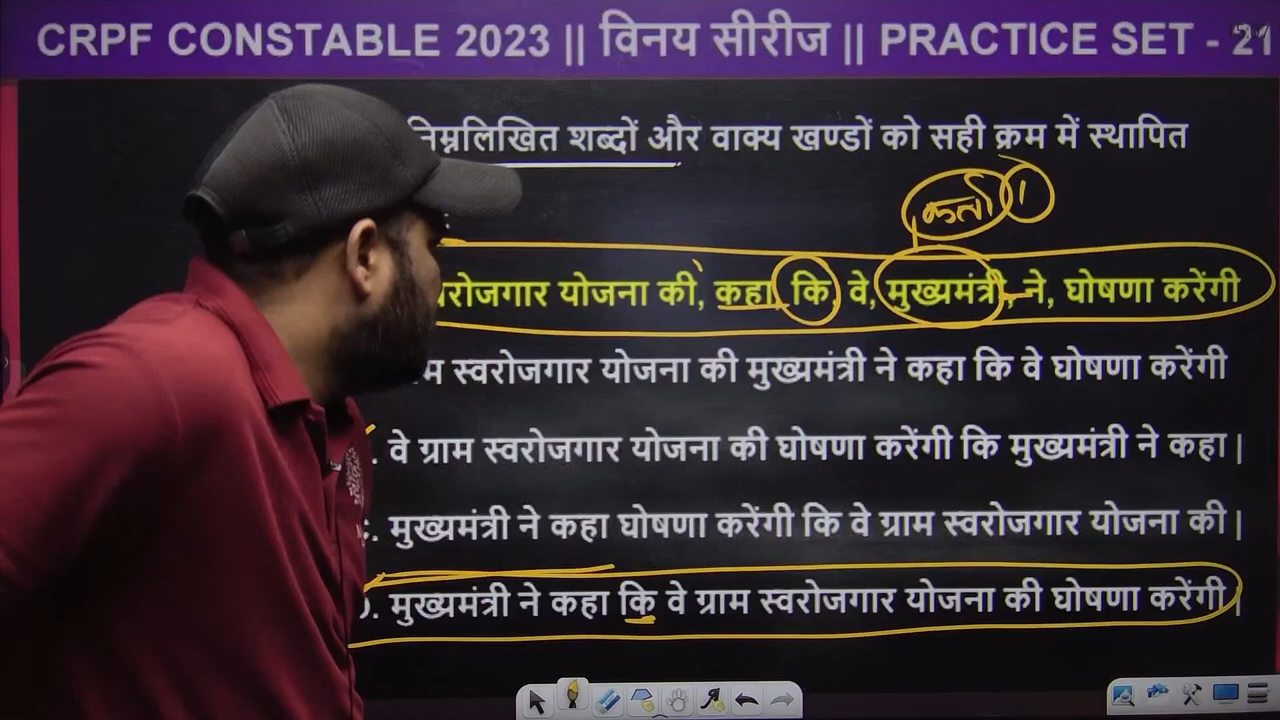 CRPF CONSTABLE 2023 || विनय सीरीज || PRACTICE SET - 21
निम्नलिखित शब्दों और वाक्य खण्डों को सही क्रम में स्थापित
कर्ता 1
स्वरोजगार योजना की, कहा, कि, वे, मुख्यमंत्री, ने, घोषणा करेंगी
स्वरोजगार योजना की मुख्यमंत्री ने कहा कि वे घोषणा करेंगी
वे ग्राम स्वरोजगार योजना की घोषणा करेंगी कि मुख्यमंत्री ने कहा |
मुख्यमंत्री ने कहा घोषणा करेंगी कि वे ग्राम स्वरोजगार योजना की |
D. मुख्यमंत्री ने कहा कि वे ग्राम स्वरोजगार योजना की घोषणा करेंगी |